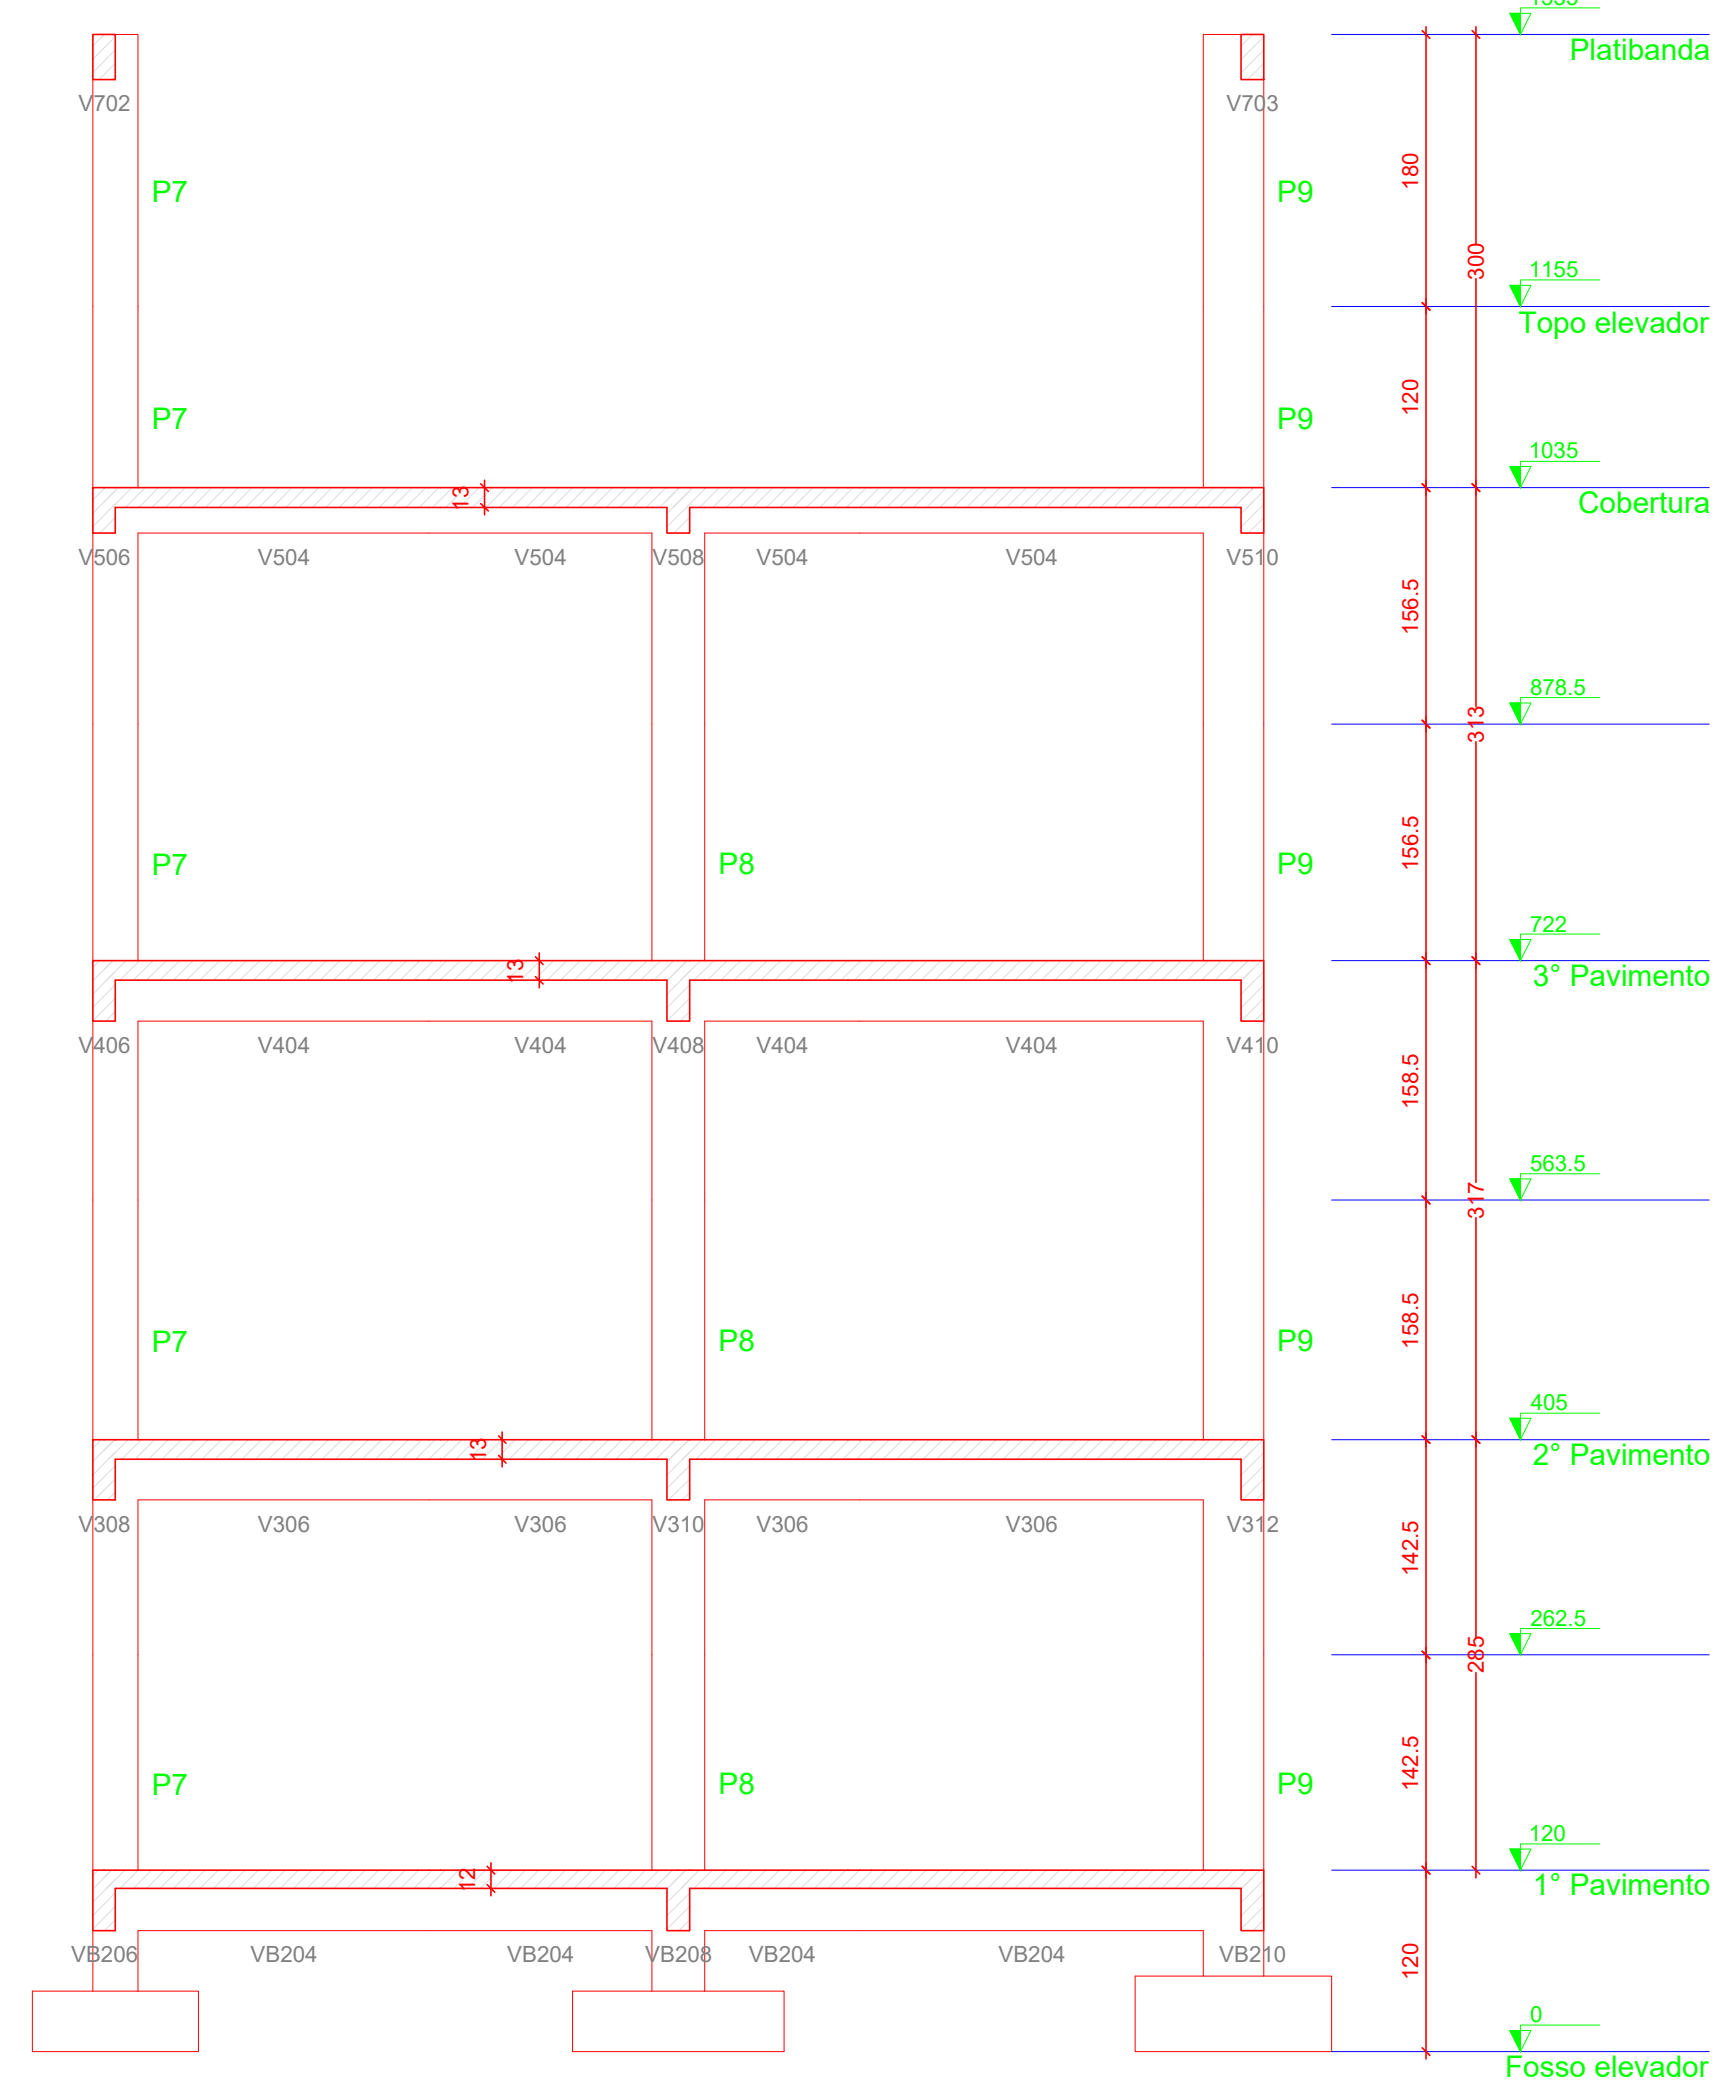 Platibanda
V702 V703
180
P7 P9
300
1155
Topo elevador
120
P7 P9
1035
13
Cobertura
V506 V504 V504 V508 V504 V504 V510
156.5
878.5
313
156.5
P7 P8 P9
722
13
3° Pavimento
V406 V404 V404 V408 V404 V404 V410
158.5
563.5
317
158.5
P7 P8 P9
405
13
2° Pavimento
V308 V306 V306 V310 V306 V306 V312
142.5
262.5
285
142.5
P7 P8 P9
120
12
1° Pavimento
VB206 VB204 VB204 VB208 VB204 VB204 VB210
120
0
Fosso elevador